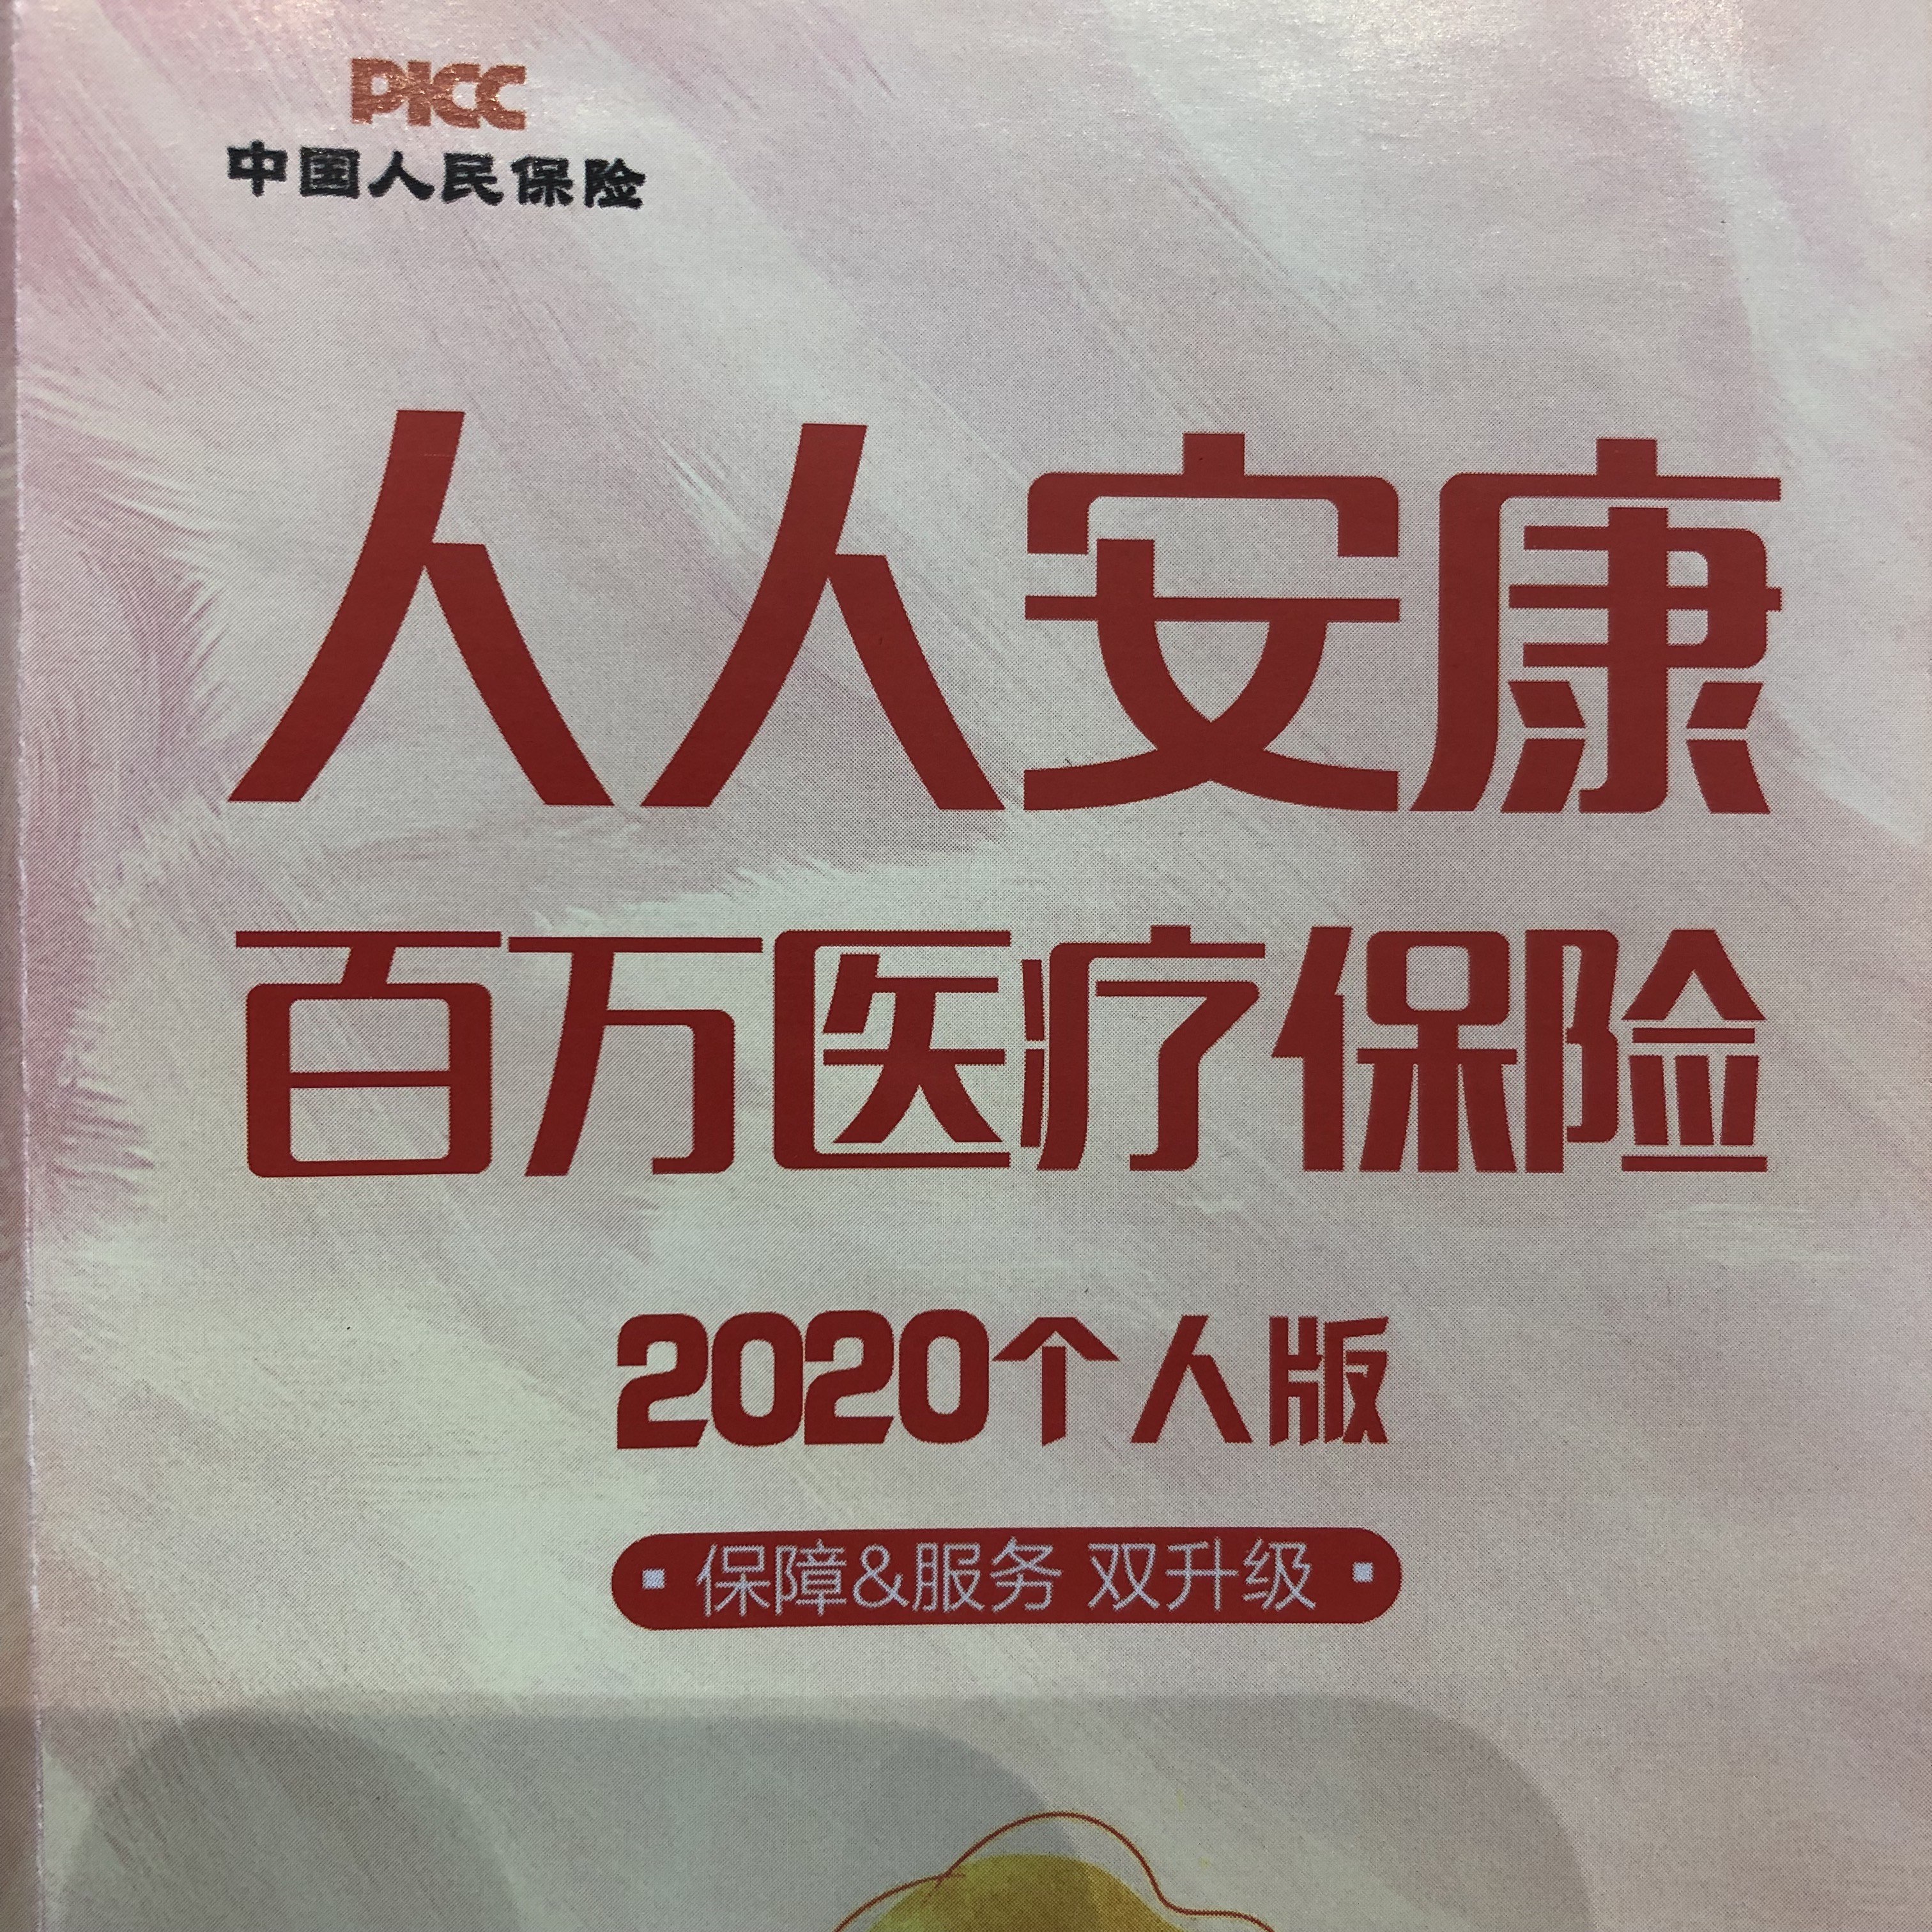 PICC
中国人民保险
人人安康
百万医疗保险
2020个人版
保障&服务 双升级